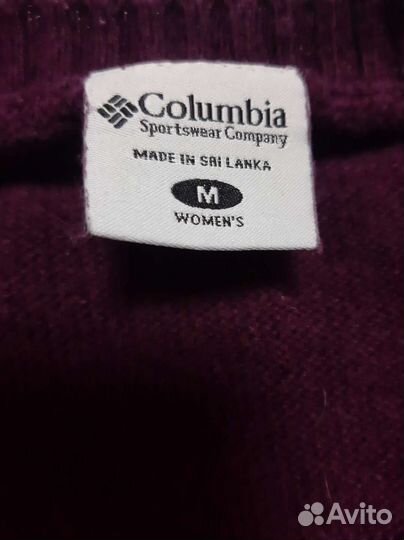 Columbia
Sportswear Company
MADE IN SRI LANKA
M
WOMEN'S
Avito